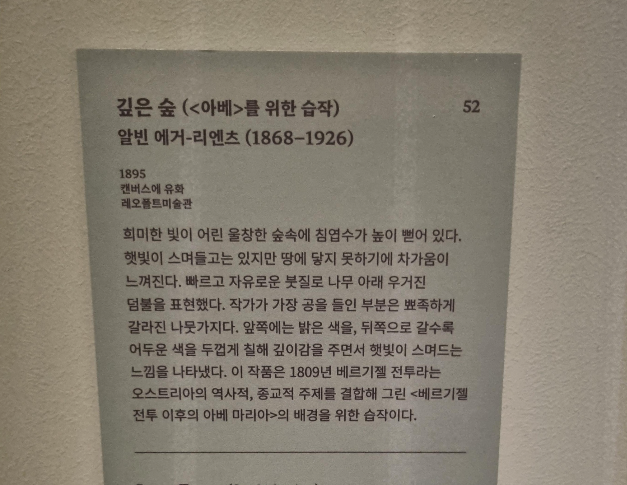 깊은 숲 (<아베>를 위한 습작) 52
알빈 에거-리엔츠 (1868–1926)
1895
캔버스에 유화
레오폴트미술관
희미한 빛이 어린 울창한 숲속에 침엽수가 높이 뻗어 있다.
햇빛이 스며들고는 있지만 땅에 닿지 못하기에 차가움이
느껴진다. 빠르고 자유로운 붓질로 나무 아래 우거진
덤불을 표현했다. 작가가 가장 공을 들인 부분은 뾰족하게
갈라진 나뭇가지다. 앞쪽에는 밝은 색을, 뒤쪽으로 갈수록
어두운 색을 두껍게 칠해 깊이감을 주면서 햇빛이 스며드는
느낌을 나타냈다. 이 작품은 1809년 베르기젤 전투라는
오스트리아의 역사적, 종교적 주제를 결합해 그린 <베르기젤
전투 이후의 아베 마리아>의 배경을 위한 습작이다.